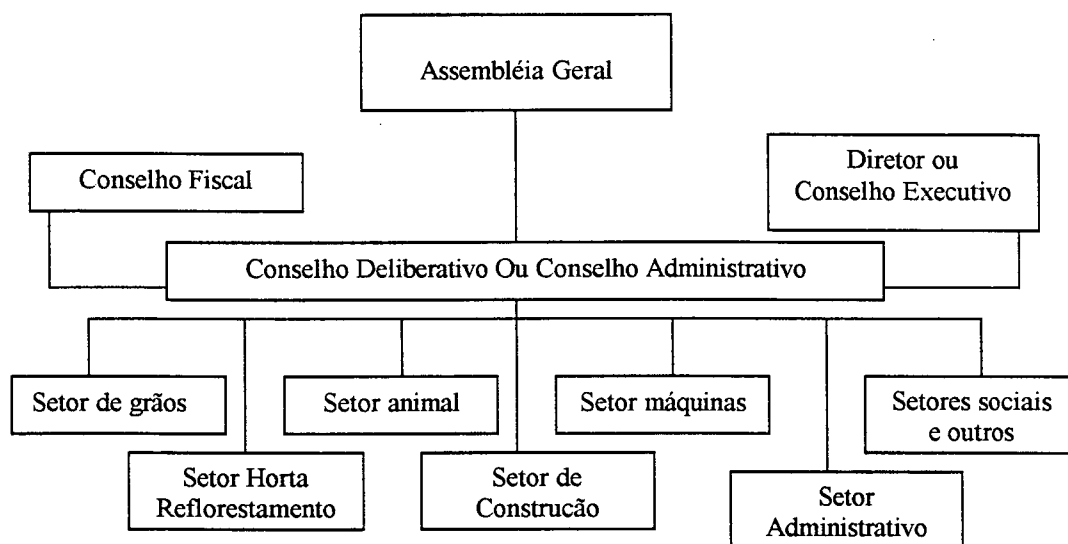 Assembléia Geral
Conselho Fiscal
Diretor ou
Conselho Executivo
Conselho Deliberativo Ou Conselho Administrativo
Setor de grãos
Setor animal
Setor máquinas
Setores sociais
e outros
Setor Horta
Reflorestamento
Setor de
Construcão
Setor
Administrativo